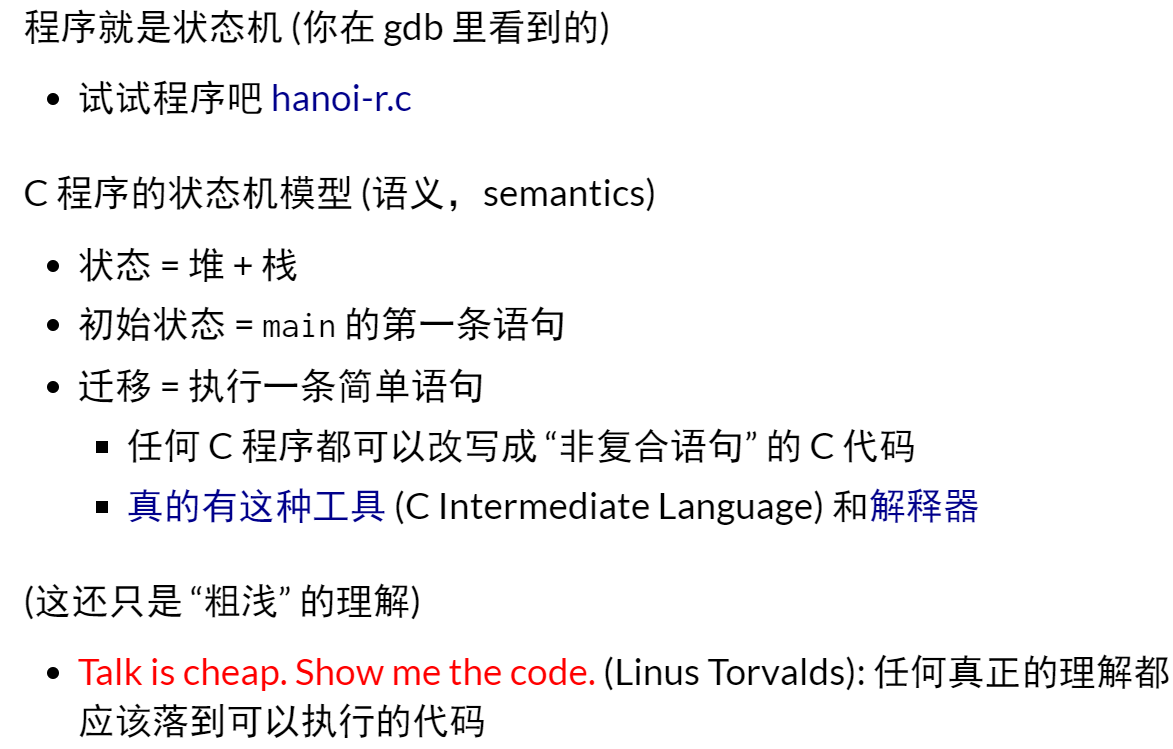 程序就是状态机 (你在 gdb 里看到的)
• 试试程序吧 hanoi-r.c
C 程序的状态机模型 (语义，semantics)
• 状态 = 堆 + 栈
• 初始状态 = main 的第一条语句
• 迁移 = 执行一条简单语句
▪ 任何 C 程序都可以改写成 “非复合语句” 的 C 代码
▪ 真的有这种工具 (C Intermediate Language) 和解释器
(这还只是 “粗浅” 的理解)
• Talk is cheap. Show me the code. (Linus Torvalds): 任何真正的理解都
应该落到可以执行的代码